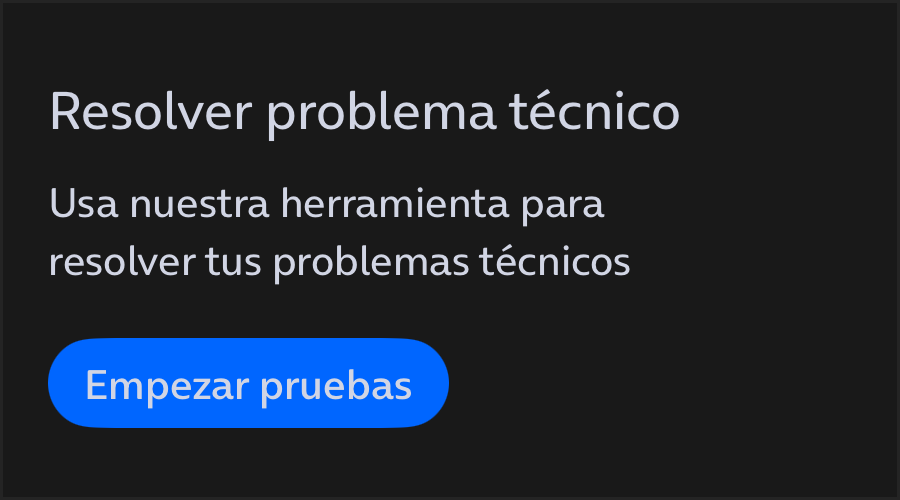 Resolver problema técnico
Usa nuestra herramienta para
resolver tus problemas técnicos
Empezar pruebas